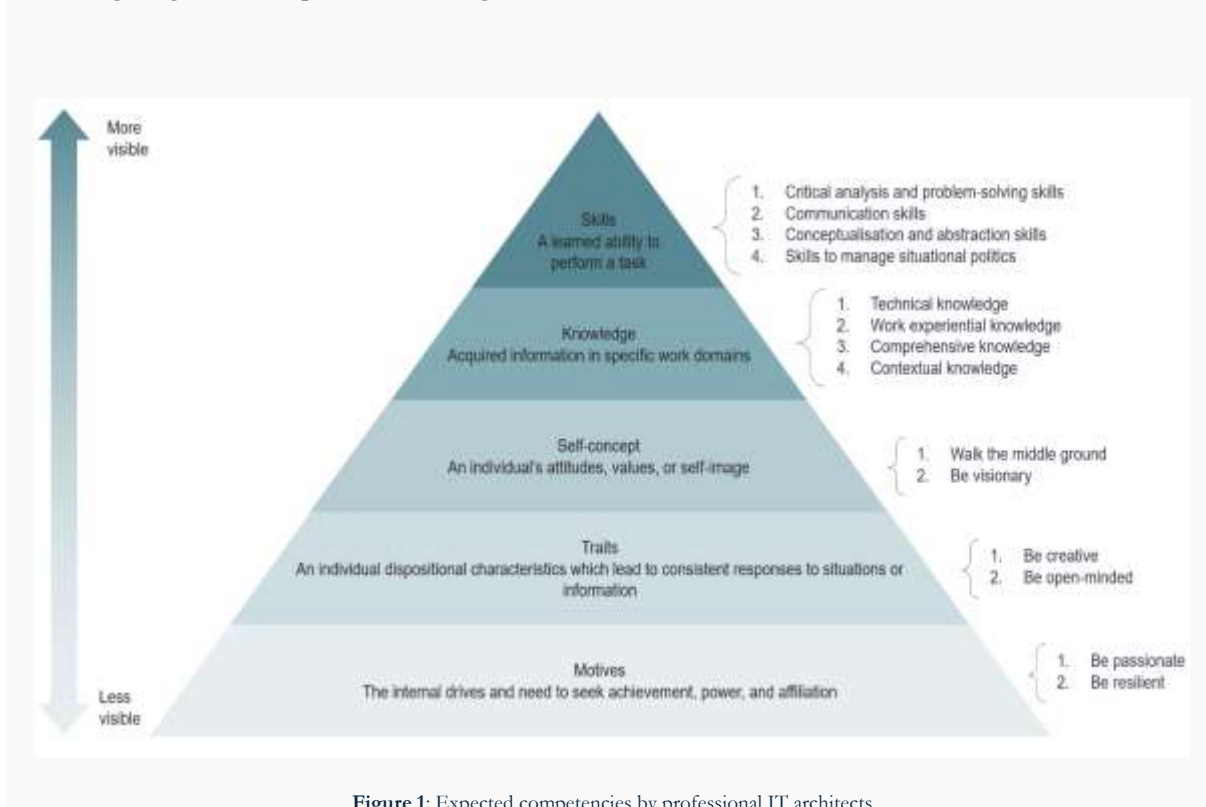 More
visible
Skills
A learned ability to
perform a task
1. Critical analysis and problem-solving skills
2. Communication skills
3. Conceptualisation and abstraction skills
4. Skills to manage situational politics
Knowledge
Acquired information in specific work domains
1. Technical knowledge
2. Work experiential knowledge
3. Comprehensive knowledge
4. Contextual knowledge
Self-concept
An individual's attitudes, values, or self-image
1. Walk the middle ground
2. Be visionary
Traits
An individual dispositional characteristics which lead to consistent responses to situations or
information
1. Be creative
2. Be open-minded
Motives
The internal drives and need to seek achievement, power, and affiliation
1. Be passionate
2. Be resilient
Less
visible
Figure 1: Expected competencies by professional IT architects